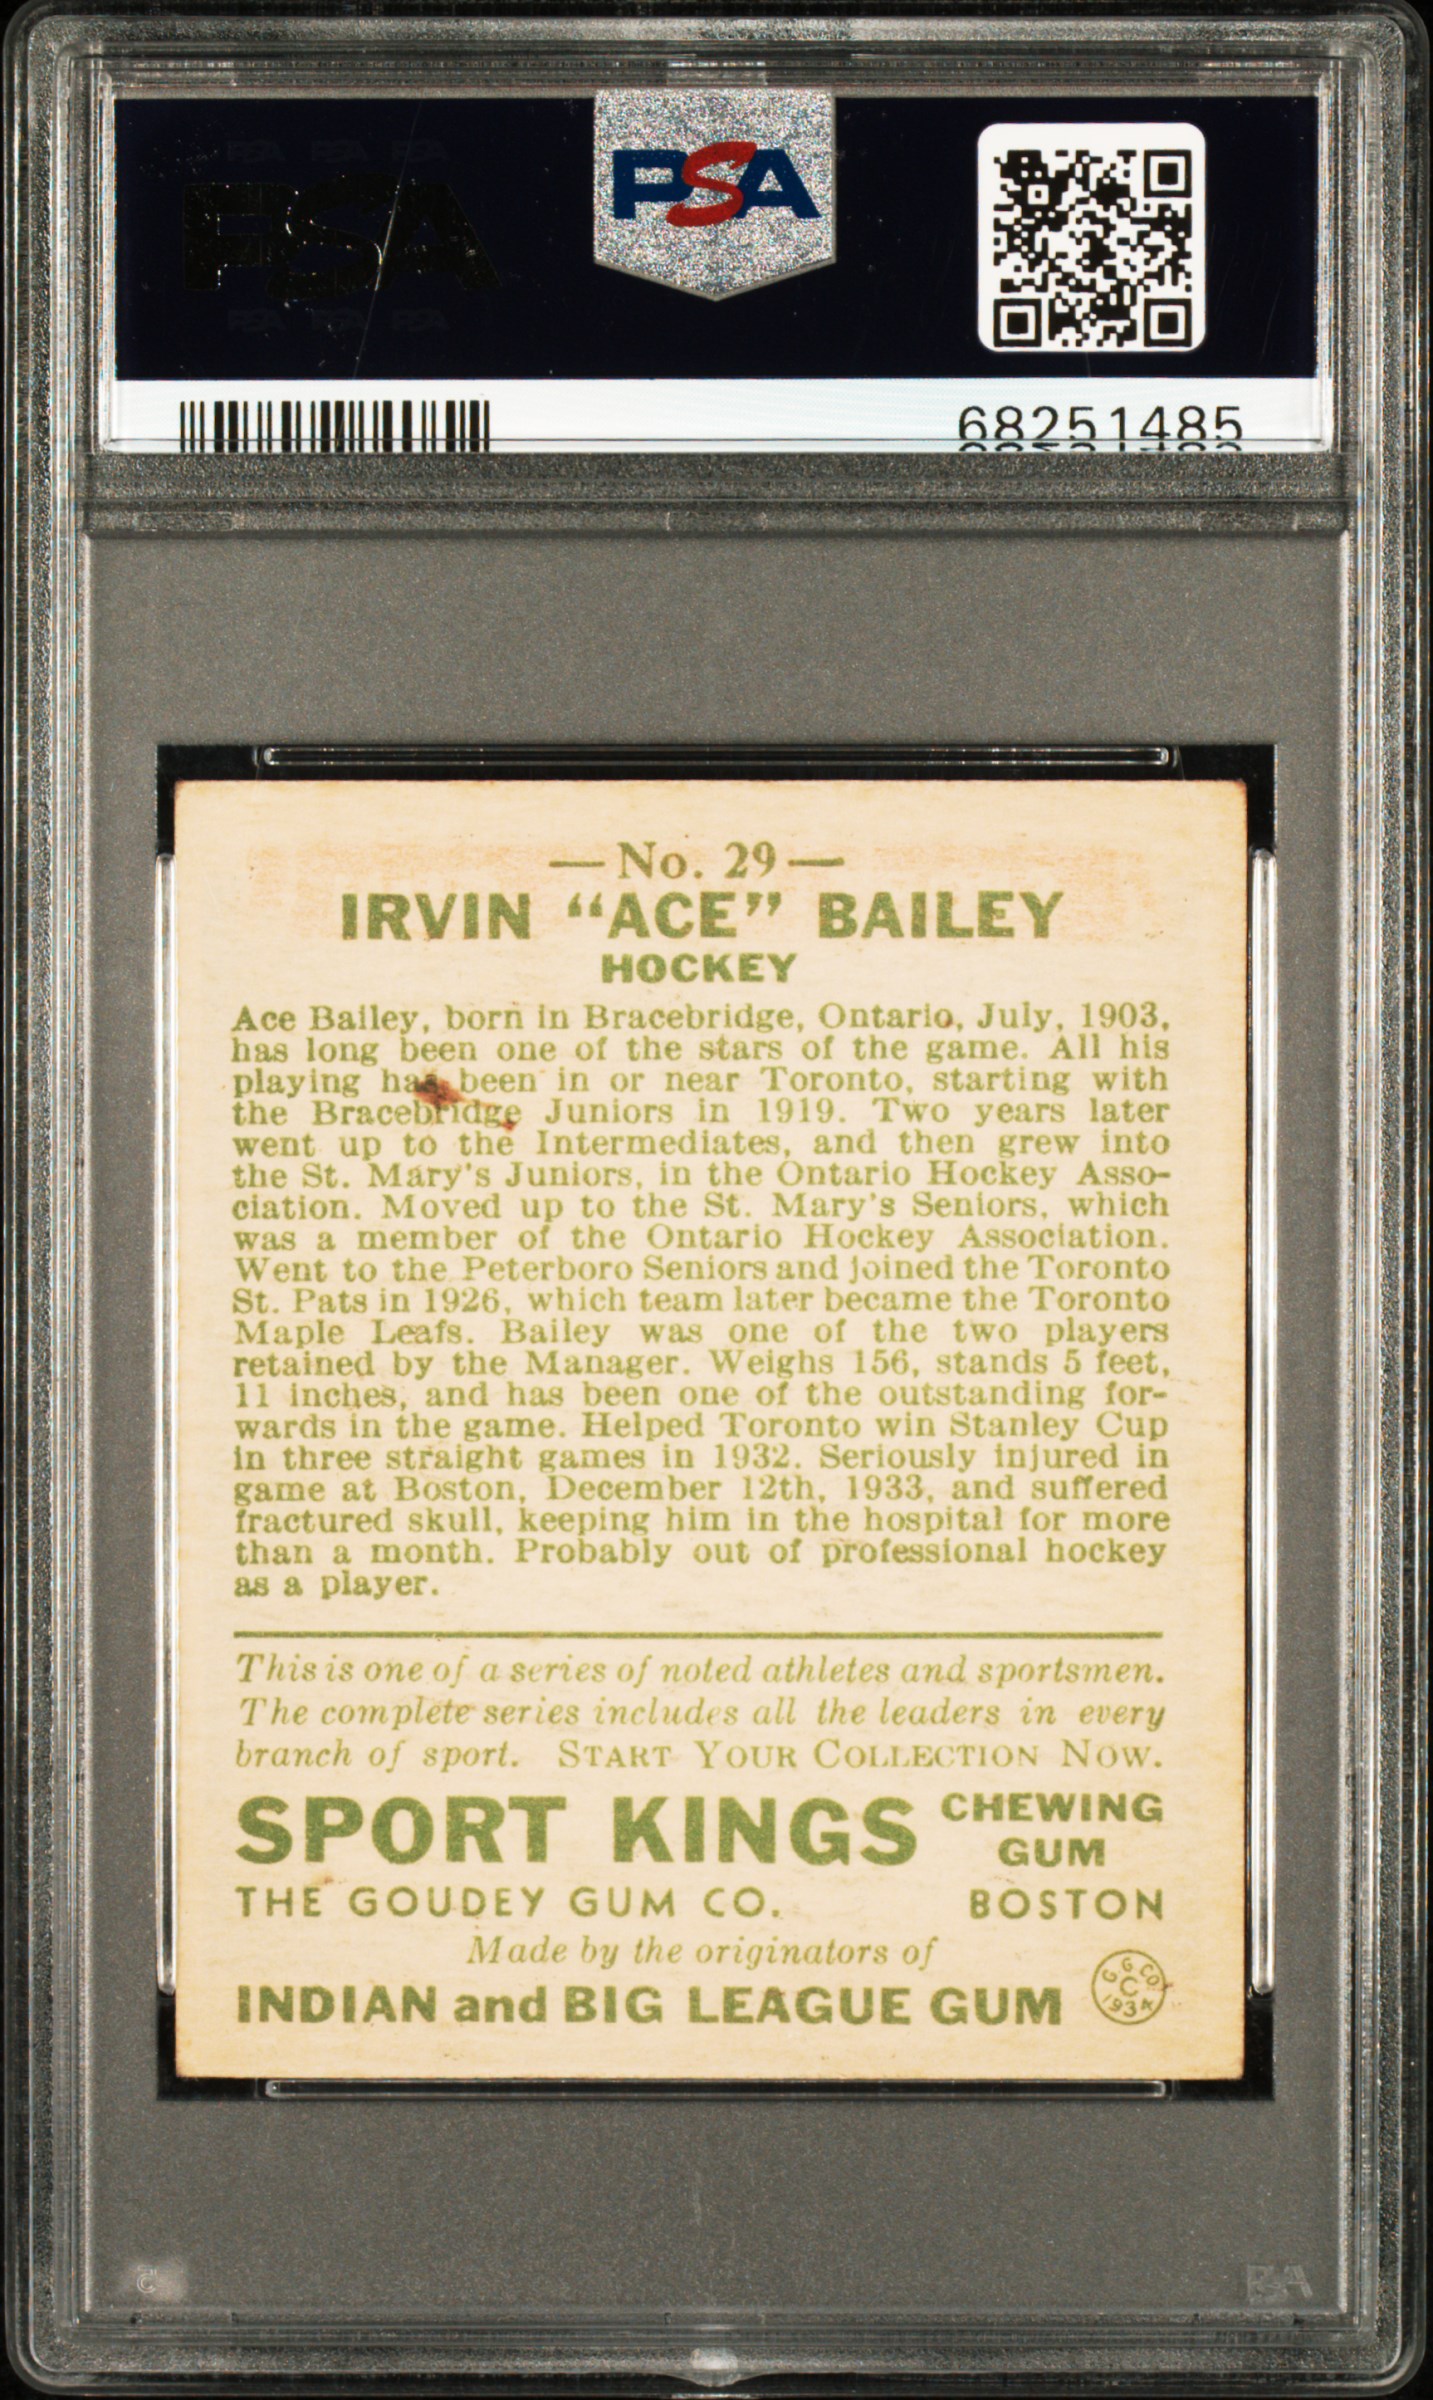 PSA
PSA
68251485
—No. 29—
IRVIN “ACE” BAILEY
HOCKEY
Ace Bailey, born in Bracebridge, Ontario, July, 1903,
has long been one of the stars of the game. All his
playing has been in or near Toronto, starting with
the Bracebridge Juniors in 1919. Two years later
went up to the Intermediates, and then grew into
the St. Mary's Juniors, in the Ontario Hockey Asso-
ciation. Moved up to the St. Mary's Seniors, which
was a member of the Ontario Hockey Association.
Went to the Peterboro Seniors and joined the Toronto
St. Pats in 1926, which team later became the Toronto
Maple Leafs. Bailey was one of the two players
retained by the Manager. Weighs 156, stands 5 feet,
11 inches, and has been one of the outstanding for-
wards in the game. Helped Toronto win Stanley Cup
in three straight games in 1932. Seriously injured in
game at Boston, December 12th, 1933, and suffered
fractured skull, keeping him in the hospital for more
than a month. Probably out of professional hockey
as a player.
This is one of a series of noted athletes and sportsmen.
The complete series includes all the leaders in every
branch of sport. START YOUR COLLECTION NOW.
SPORT KINGS CHEWING GUM
THE GOUDEY GUM CO. BOSTON
Made by the originators of
INDIAN and BIG LEAGUE GUM
G. G. CO.
C
1934
PSA